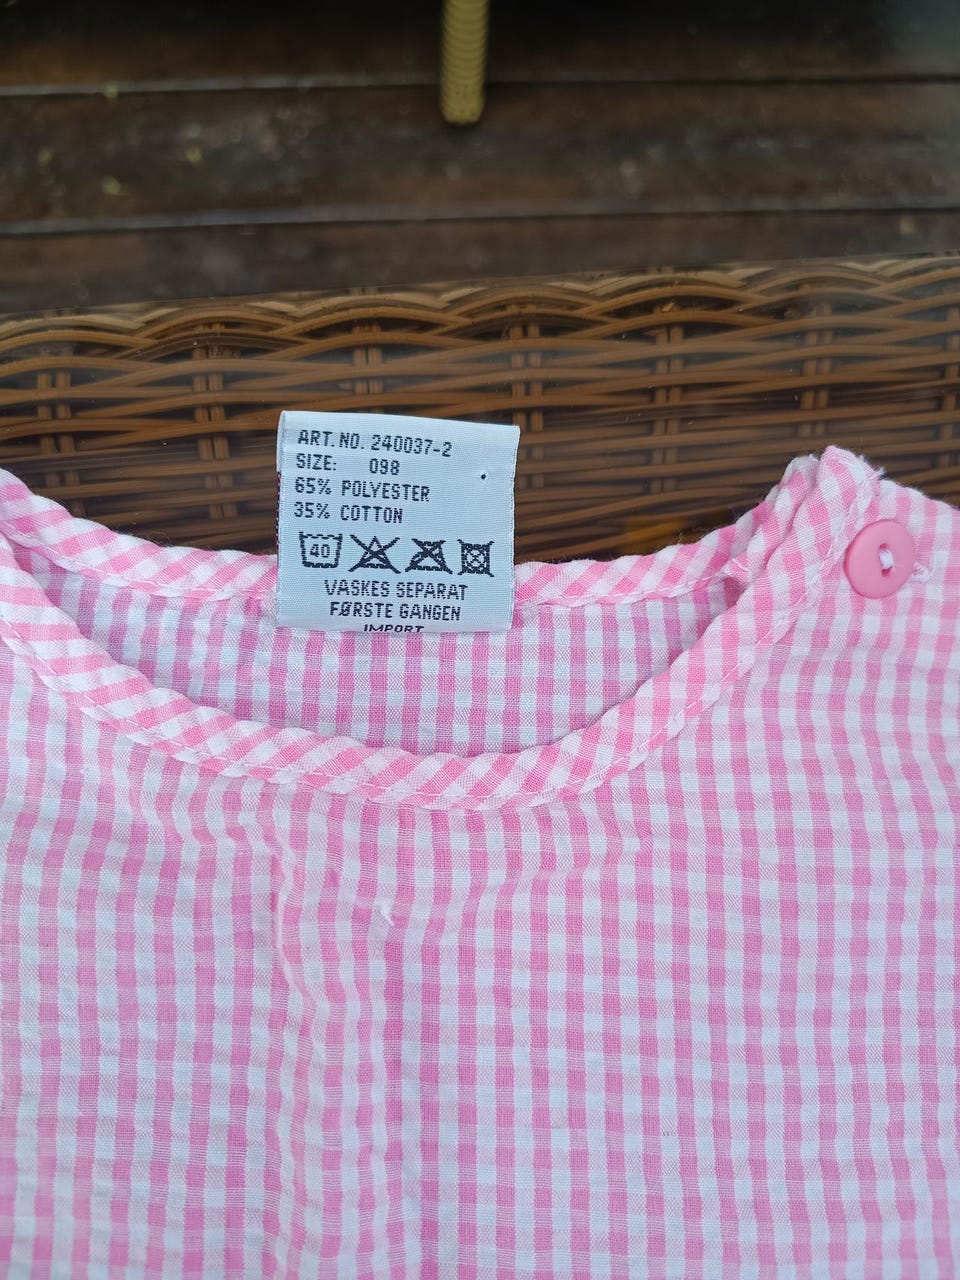 ART. NO. 240037-2
SIZE: 098
65% POLYESTER
35% COTTON
40
VASKES SEPARAT
FØRSTE GANGEN
IMPORT